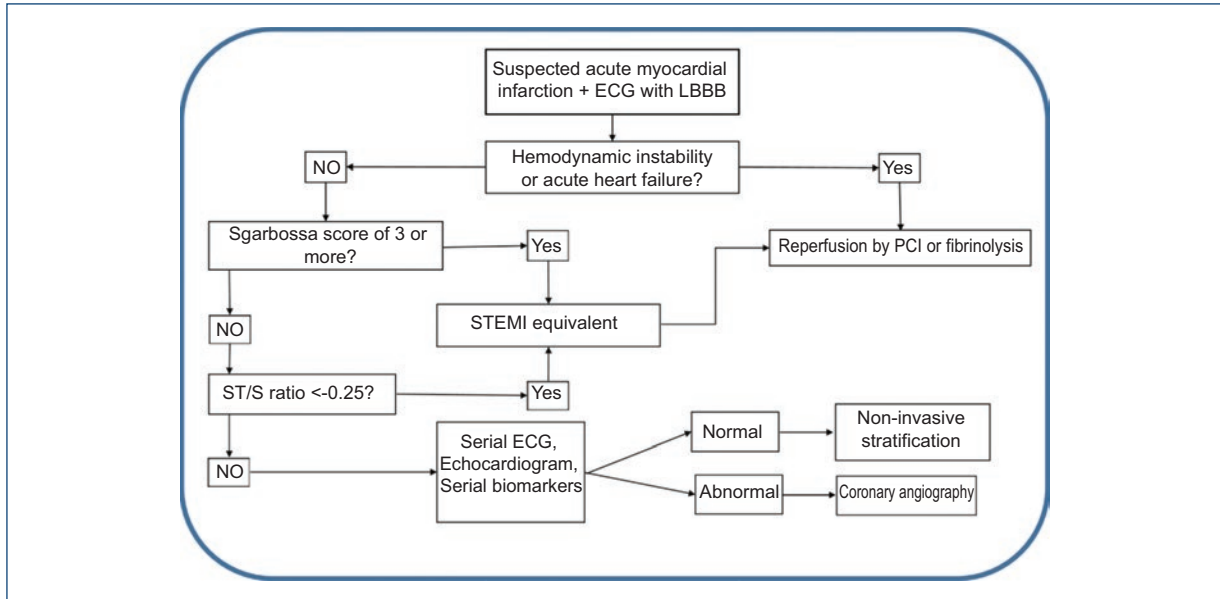 Suspected acute myocardial
infarction + ECG with LBBB
NO
Hemodynamic instability
or acute heart failure?
Yes
Sgarbossa score of 3 or
more?
Yes
Reperfusion by PCI or fibrinolysis
NO
STEMI equivalent
ST/S ratio <-0.25?
Yes
NO
Serial ECG,
Echocardiogram,
Serial biomarkers
Normal
Non-invasive
stratification
Abnormal
Coronary angiography